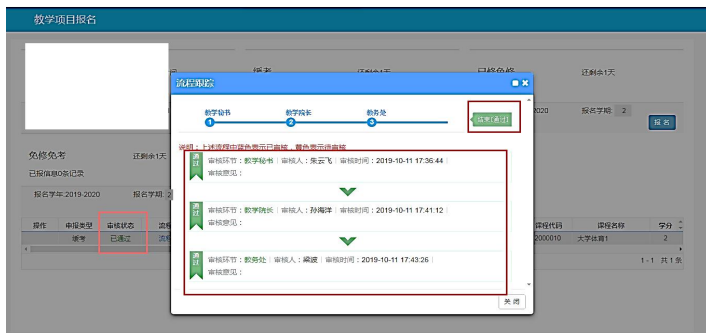 教学项目报名
缓考 还剩余1天
已修免修 还剩余1天
流程跟踪
教学秘书 教学院长 教务处
1 2 3
结束[通过]
2020 报名学期: 2
报 名
说明：上述流程中蓝色表示已审核，黄色表示待审核
通过
审核环节：教学秘书 审核人：朱云飞 审核时间：2019-10-11 17:36:44
审核意见：
通过
审核环节：教学院长 审核人：孙海洋 审核时间：2019-10-11 17:41:12
审核意见：
通过
审核环节：教务处 审核人：梁波 审核时间：2019-10-11 17:43:26
审核意见：
关 闭
免修免考 还剩余1天
已报信息0条记录
报名学年:2019-2020 报名学期: 2
操作 申报类型 审核状态 流程 课程代码 课程名称 学分
缓考 已通过 流程 2000010 大学体育1 2
1 - 1 共 1 条